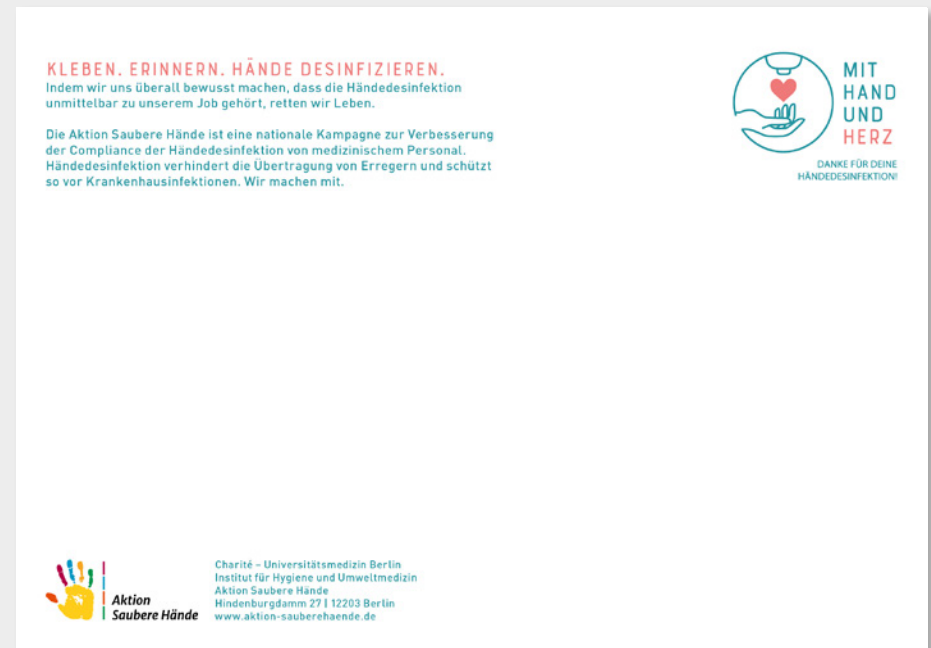 KLEBEN. ERINNERN. HÄNDE DESINFIZIEREN.
Indem wir uns überall bewusst machen, dass die Händedesinfektion
unmittelbar zu unserem Job gehört, retten wir Leben.
Die Aktion Saubere Hände ist eine nationale Kampagne zur Verbesserung
der Compliance der Händedesinfektion von medizinischem Personal.
Händedesinfektion verhindert die Übertragung von Erregern und schützt
so vor Krankenhausinfektionen. Wir machen mit.
MIT
HAND
UND
HERZ
DANKE FÜR DEINE
HÄNDEDESINFEKTION!
Aktion
Saubere Hände
Charité – Universitätsmedizin Berlin
Institut für Hygiene und Umweltmedizin
Aktion Saubere Hände
Hindenburgdamm 27 | 12203 Berlin
www.aktion-sauberehaende.de